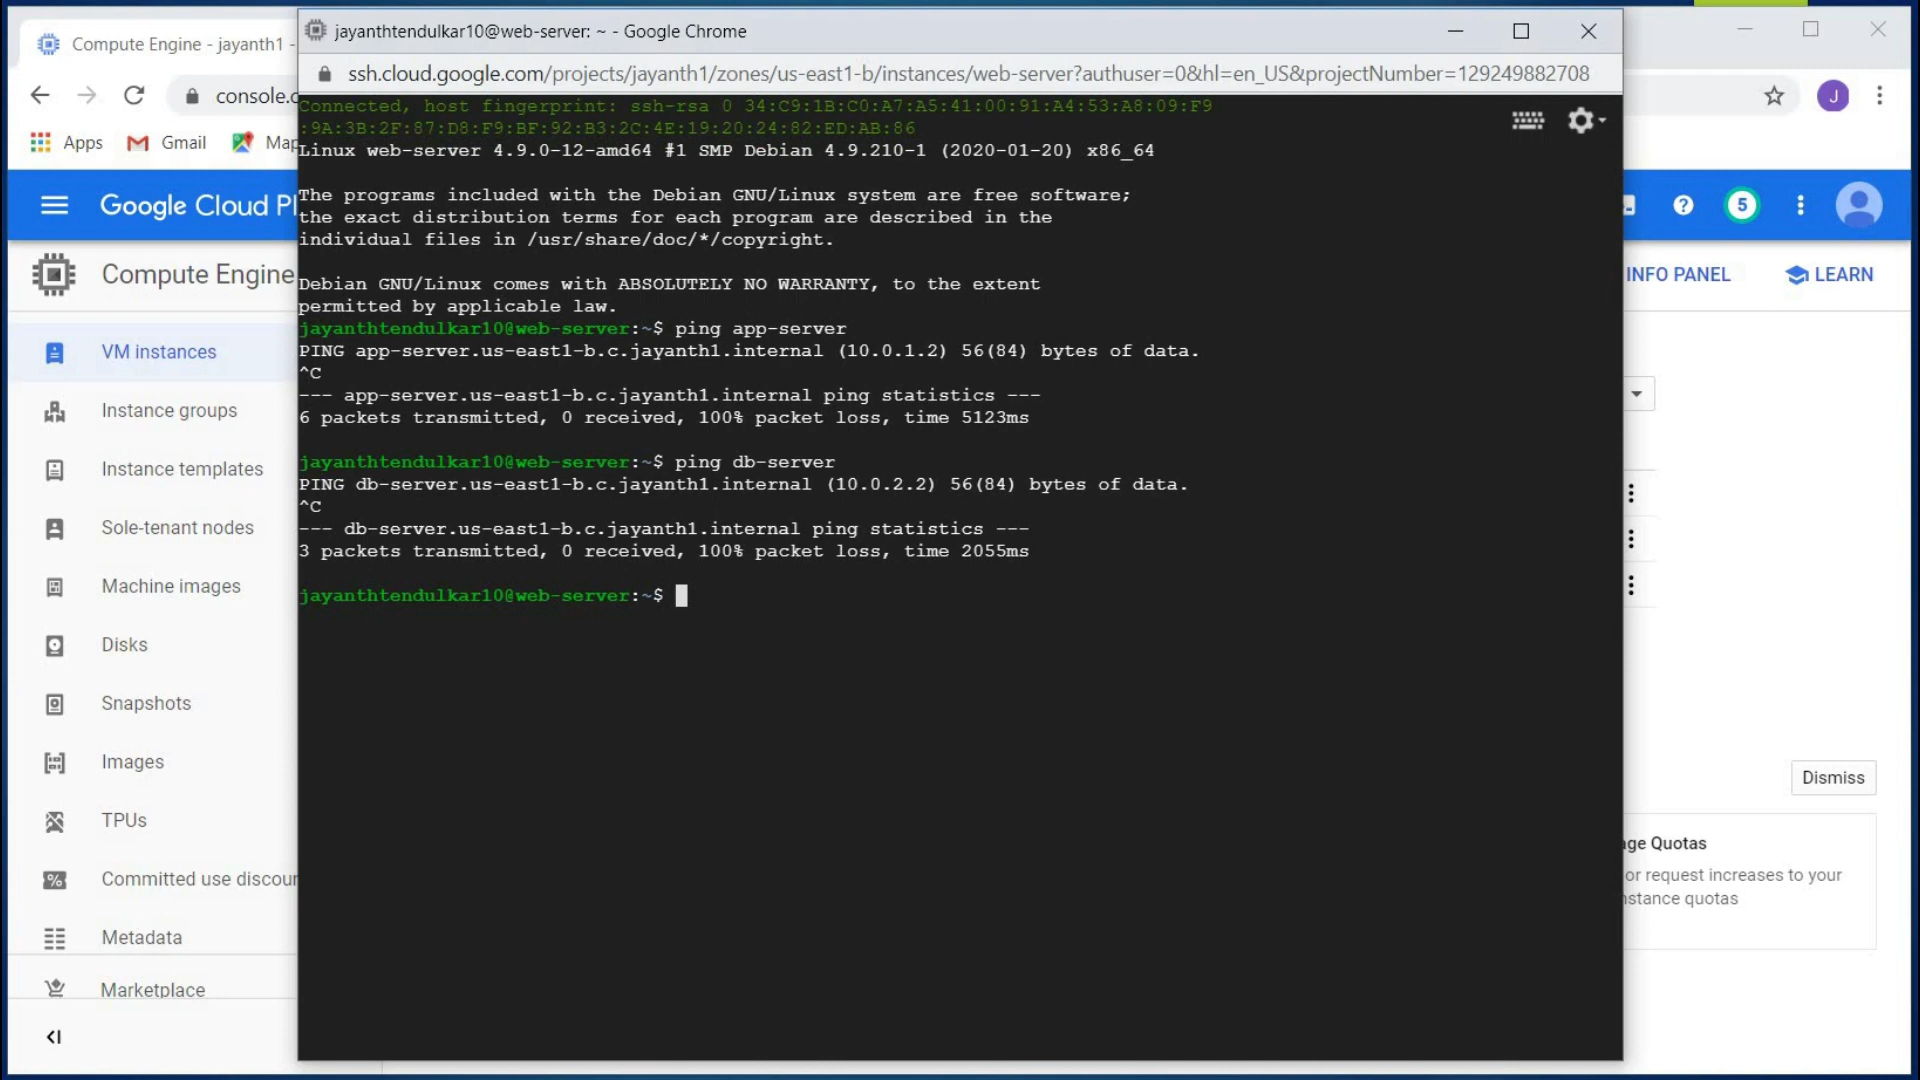 Compute Engine - jayanth1 -
jayanthtendulkar10@web-server: ~ - Google Chrome
ssh.cloud.google.com/projects/jayanth1/zones/us-east1-b/instances/web-server?authuser=0&hl=en_US&projectNumber=129249882708
console.c
J
Apps
Gmail
Map
Google Cloud Pl
5
Compute Engine
INFO PANEL
LEARN
VM instances
Instance groups
Instance templates
Sole-tenant nodes
Machine images
Disks
Snapshots
Images
TPUs
Committed use discoun
Metadata
Marketplace
Connected, host fingerprint: ssh-rsa 0 34:C9:1B:C0:A7:A5:41:00:91:A4:53:A8:09:F9
:9A:3B:2F:87:D8:F9:BF:92:B3:2C:4E:19:20:24:82:ED:AB:86
Linux web-server 4.9.0-12-amd64 #1 SMP Debian 4.9.210-1 (2020-01-20) x86_64
The programs included with the Debian GNU/Linux system are free software;
the exact distribution terms for each program are described in the
individual files in /usr/share/doc/*/copyright.
Debian GNU/Linux comes with ABSOLUTELY NO WARRANTY, to the extent
permitted by applicable law.
jayanthtendulkar10@web-server:~$ ping app-server
PING app-server.us-east1-b.c.jayanth1.internal (10.0.1.2) 56(84) bytes of data.
^C
--- app-server.us-east1-b.c.jayanth1.internal ping statistics ---
6 packets transmitted, 0 received, 100% packet loss, time 5123ms
jayanthtendulkar10@web-server:~$ ping db-server
PING db-server.us-east1-b.c.jayanth1.internal (10.0.2.2) 56(84) bytes of data.
^C
--- db-server.us-east1-b.c.jayanth1.internal ping statistics ---
3 packets transmitted, 0 received, 100% packet loss, time 2055ms
jayanthtendulkar10@web-server:~$
Dismiss
age Quotas
or request increases to your
nstance quotas